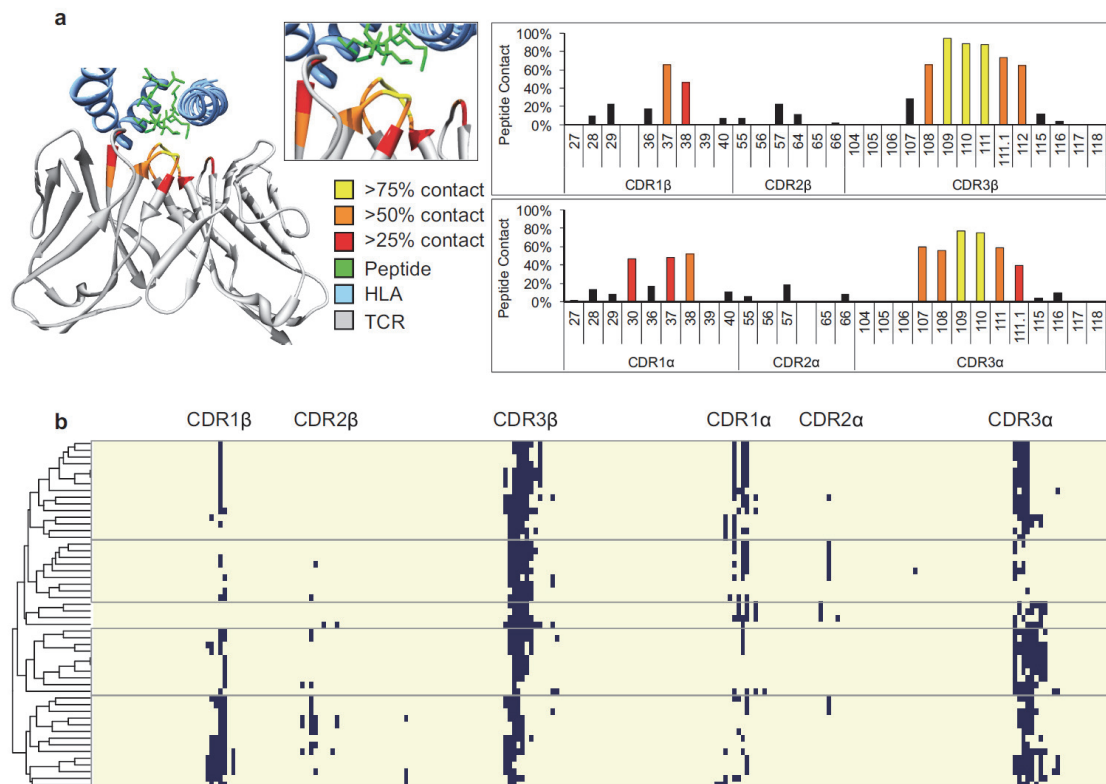 a
>75% contact
>50% contact
>25% contact
Peptide
HLA
TCR
Peptide Contact
100%
80%
60%
40%
20%
0%
27 28 29 36 37 38 39 40 55 56 57 64 65 66 104 105 106 107 108 109 110 111 111.1 112 115 116 117 118
CDR1β CDR2β CDR3β
Peptide Contact
100%
80%
60%
40%
20%
0%
27 28 29 30 36 37 38 39 40 55 56 57 65 66 104 105 106 107 108 109 110 111 111.1 115 116 117 118
CDR1α CDR2α CDR3α
b
CDR1β CDR2β CDR3β CDR1α CDR2α CDR3α